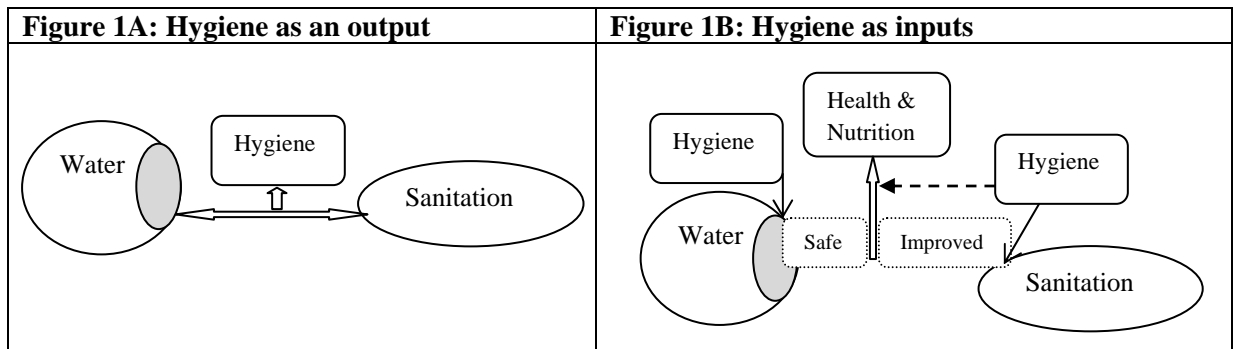 Figure 1A: Hygiene as an output
Water
Hygiene
Sanitation
Figure 1B: Hygiene as inputs
Hygiene
Health &
Nutrition
Hygiene
Water
Safe
Improved
Sanitation